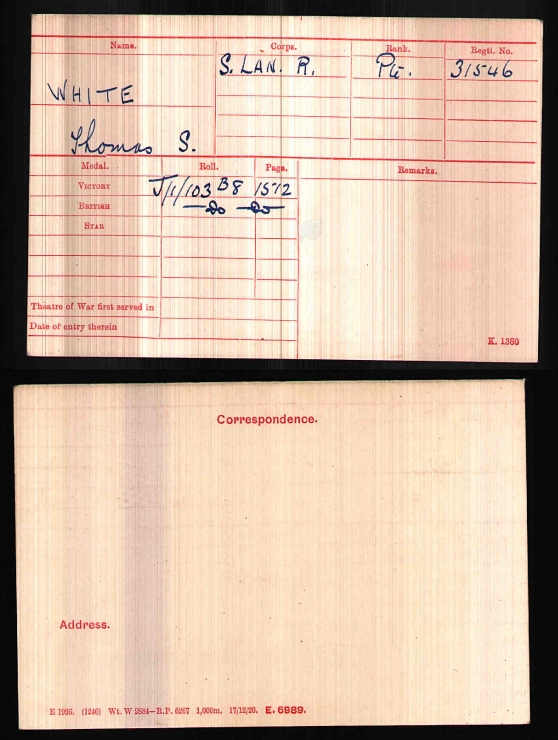 Name. Corps. Rank. Regtl. No.
S. LAN. R. Pte. 31546
WHITE
Thomas S.
Medal. Roll. Page. Remarks.
VICTORY J/1/103 B8 1572
BRITISH —do— —do—
STAR
Theatre of War first served in
Date of entry therein
K. 1380
Correspondence.
Address.
E 1995. (1246) Wt. W 2884—R.P. 6267 1,000m. 17/12/20. E. 6989.